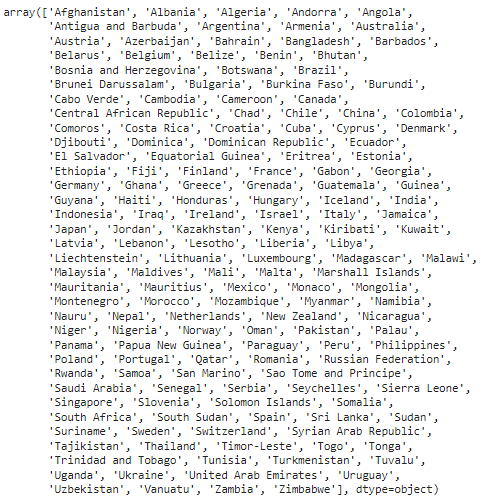 array(['Afghanistan', 'Albania', 'Algeria', 'Andorra', 'Angola',
'Antigua and Barbuda', 'Argentina', 'Armenia', 'Australia',
'Austria', 'Azerbaijan', 'Bahrain', 'Bangladesh', 'Barbados',
'Belarus', 'Belgium', 'Belize', 'Benin', 'Bhutan',
'Bosnia and Herzegovina', 'Botswana', 'Brazil',
'Brunei Darussalam', 'Bulgaria', 'Burkina Faso', 'Burundi',
'Cabo Verde', 'Cambodia', 'Cameroon', 'Canada',
'Central African Republic', 'Chad', 'Chile', 'China', 'Colombia',
'Comoros', 'Costa Rica', 'Croatia', 'Cuba', 'Cyprus', 'Denmark',
'Djibouti', 'Dominica', 'Dominican Republic', 'Ecuador',
'El Salvador', 'Equatorial Guinea', 'Eritrea', 'Estonia',
'Ethiopia', 'Fiji', 'Finland', 'France', 'Gabon', 'Georgia',
'Germany', 'Ghana', 'Greece', 'Grenada', 'Guatemala', 'Guinea',
'Guyana', 'Haiti', 'Honduras', 'Hungary', 'Iceland', 'India',
'Indonesia', 'Iraq', 'Ireland', 'Israel', 'Italy', 'Jamaica',
'Japan', 'Jordan', 'Kazakhstan', 'Kenya', 'Kiribati', 'Kuwait',
'Latvia', 'Lebanon', 'Lesotho', 'Liberia', 'Libya',
'Liechtenstein', 'Lithuania', 'Luxembourg', 'Madagascar', 'Malawi',
'Malaysia', 'Maldives', 'Mali', 'Malta', 'Marshall Islands',
'Mauritania', 'Mauritius', 'Mexico', 'Monaco', 'Mongolia',
'Montenegro', 'Morocco', 'Mozambique', 'Myanmar', 'Namibia',
'Nauru', 'Nepal', 'Netherlands', 'New Zealand', 'Nicaragua',
'Niger', 'Nigeria', 'Norway', 'Oman', 'Pakistan', 'Palau',
'Panama', 'Papua New Guinea', 'Paraguay', 'Peru', 'Philippines',
'Poland', 'Portugal', 'Qatar', 'Romania', 'Russian Federation',
'Rwanda', 'Samoa', 'San Marino', 'Sao Tome and Principe',
'Saudi Arabia', 'Senegal', 'Serbia', 'Seychelles', 'Sierra Leone',
'Singapore', 'Slovenia', 'Solomon Islands', 'Somalia',
'South Africa', 'South Sudan', 'Spain', 'Sri Lanka', 'Sudan',
'Suriname', 'Sweden', 'Switzerland', 'Syrian Arab Republic',
'Tajikistan', 'Thailand', 'Timor-Leste', 'Togo', 'Tonga',
'Trinidad and Tobago', 'Tunisia', 'Turkmenistan', 'Tuvalu',
'Uganda', 'Ukraine', 'United Arab Emirates', 'Uruguay',
'Uzbekistan', 'Vanuatu', 'Zambia', 'Zimbabwe'], dtype=object)